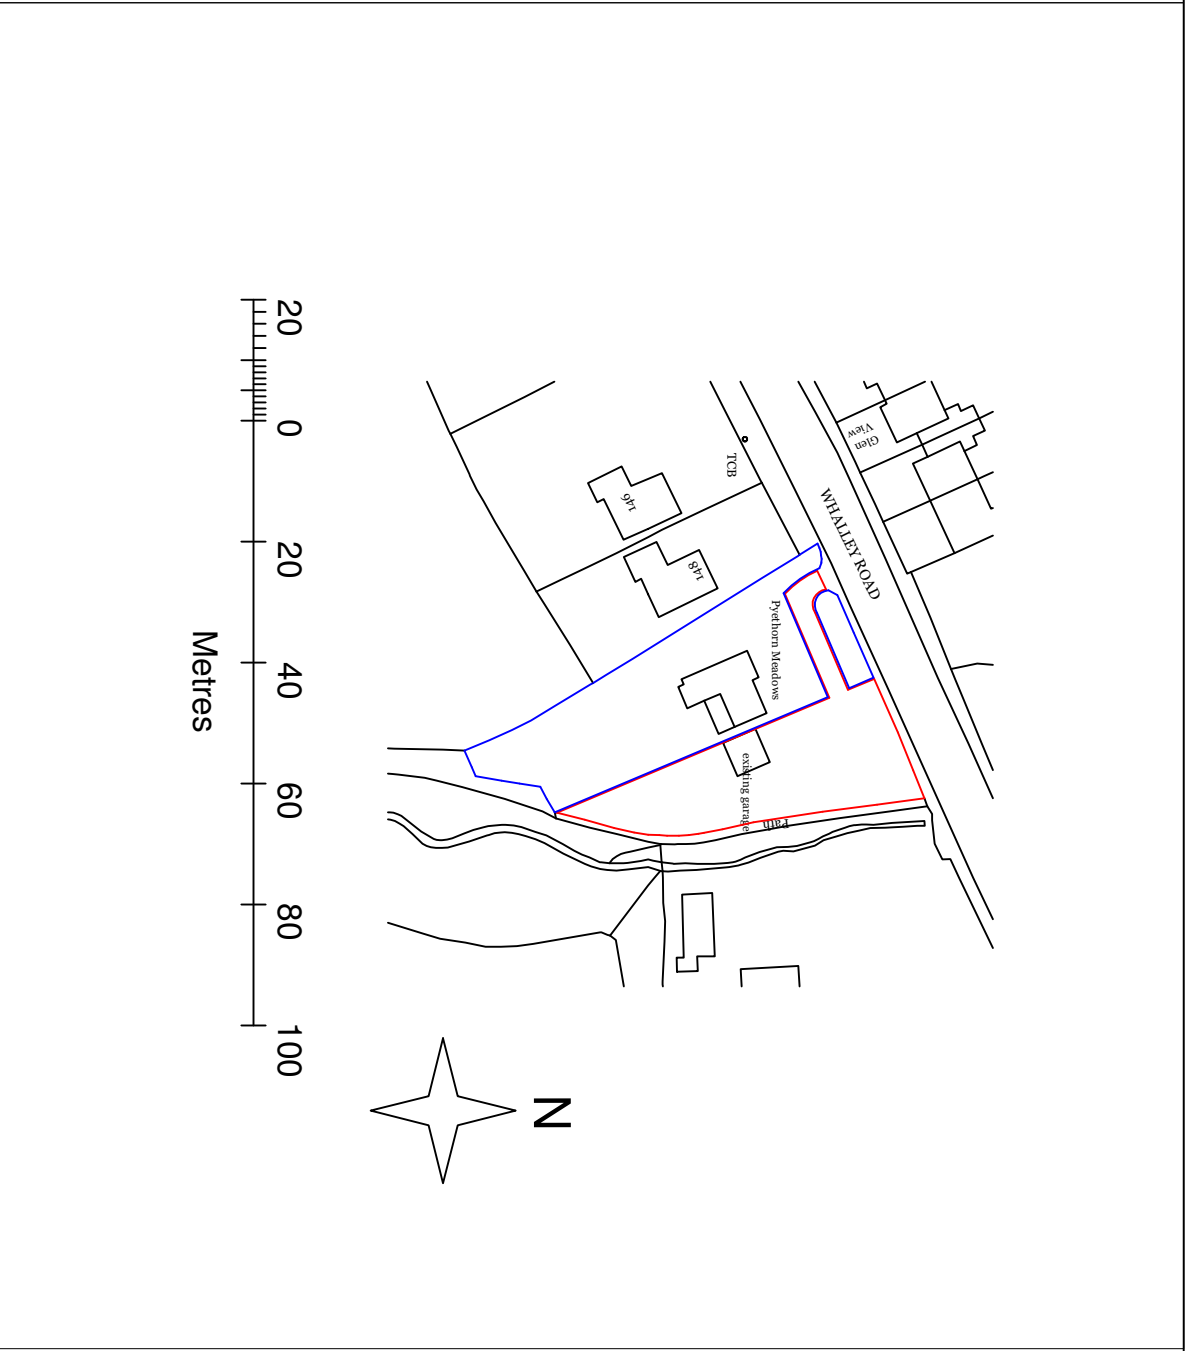 Glen
View
WHALLEY ROAD
TCB
146
148
Pyethorn Meadows
existing garage
Path
20
0
20
40
60
80
100
Metres
N